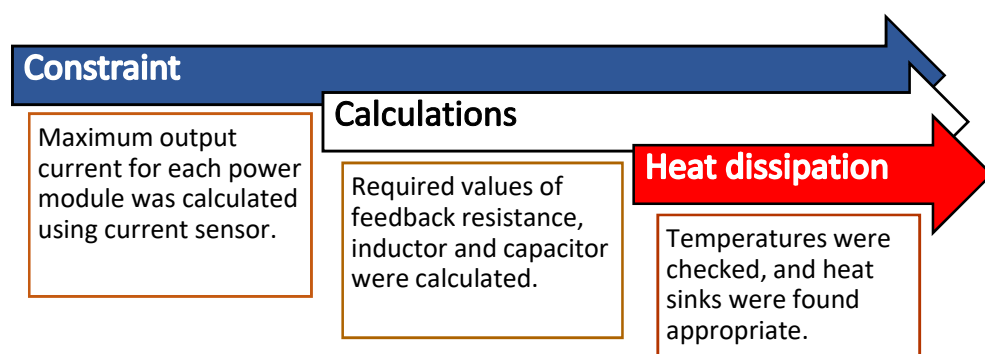 Constraint
Maximum output
current for each power
module was calculated
using current sensor.
Calculations
Required values of
feedback resistance,
inductor and capacitor
were calculated.
Heat dissipation
Temperatures were
checked, and heat
sinks were found
appropriate.